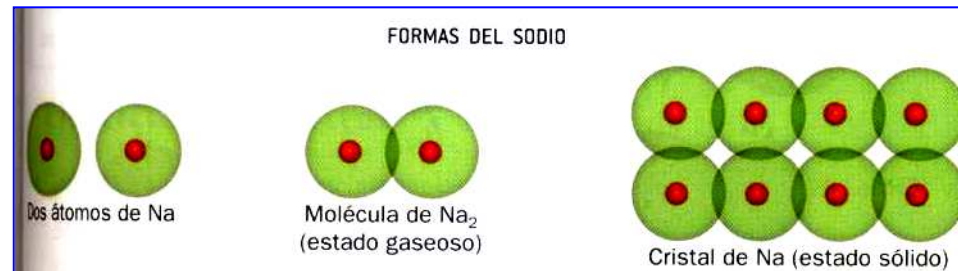 FORMAS DEL SODIO
Dos átomos de Na
Molécula de Na₂
(estado gaseoso)
Cristal de Na (estado sólido)